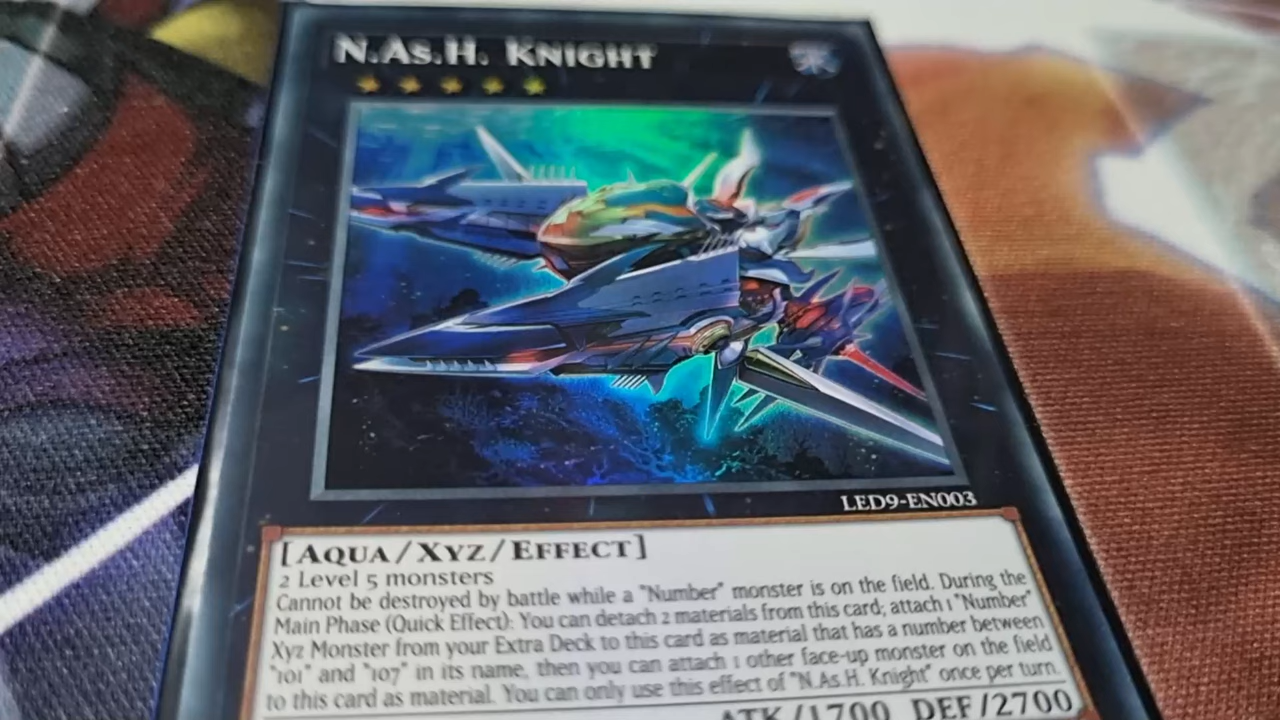 N.As.H. Knight
LED9-EN003
[Aqua/Xyz/Effect]
2 Level 5 monsters
Cannot be destroyed by battle while a "Number" monster is on the field. During the
Main Phase (Quick Effect): You can detach 2 materials from this card; attach 1 "Number"
Xyz Monster from your Extra Deck to this card as material that has a number between
"101" and "107" in its name, then you can attach 1 other face-up monster on the field
to this card as material. You can only use this effect of "N.As.H. Knight" once per turn.
ATK/1700 DEF/2700